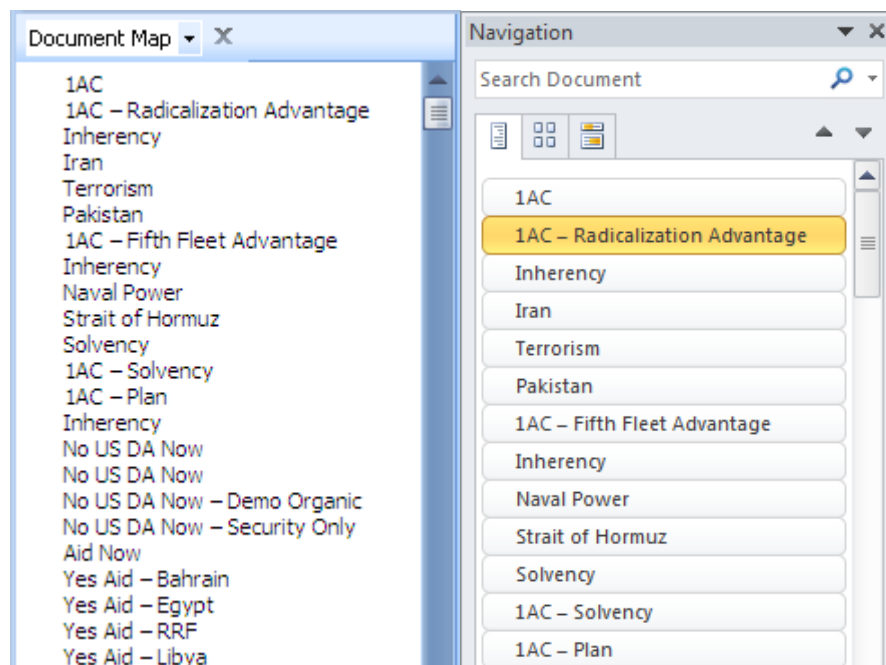 Document Map
1AC
1AC – Radicalization Advantage
Inherency
Iran
Terrorism
Pakistan
1AC – Fifth Fleet Advantage
Inherency
Naval Power
Strait of Hormuz
Solvency
1AC – Solvency
1AC – Plan
Inherency
No US DA Now
No US DA Now
No US DA Now – Demo Organic
No US DA Now – Security Only
Aid Now
Yes Aid – Bahrain
Yes Aid – Egypt
Yes Aid – RRF
Yes Aid – Libya
Navigation
Search Document
1AC
1AC – Radicalization Advantage
Inherency
Iran
Terrorism
Pakistan
1AC – Fifth Fleet Advantage
Inherency
Naval Power
Strait of Hormuz
Solvency
1AC – Solvency
1AC – Plan